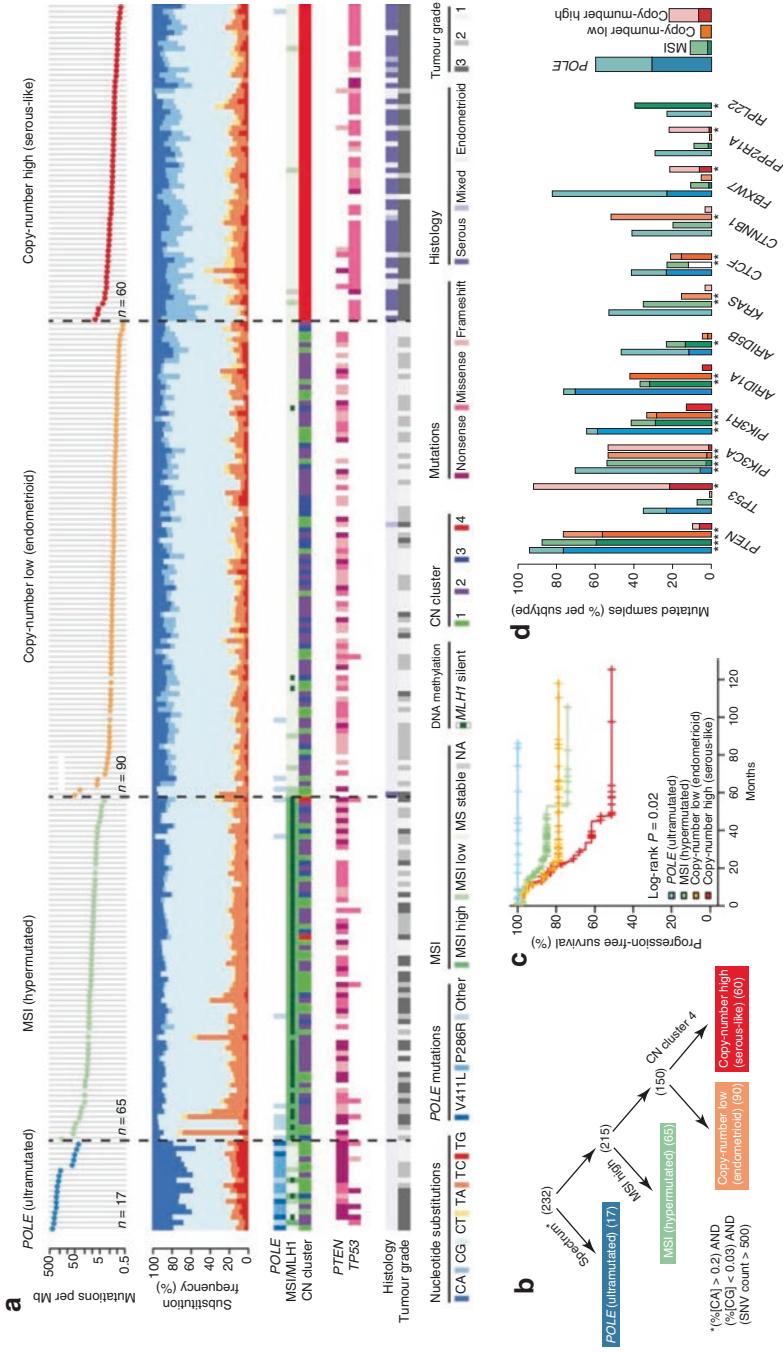 a
POLE (ultramutated)
MSI (hypermutated)
Copy-number low (endometrioid)
Copy-number high (serous-like)
Mutations per Mb
500
50
5
0.5
n = 17
n = 65
n = 90
n = 60
Substitution
frequency (%)
100
80
60
40
20
0
POLE
MSI/MLH1
CN cluster
PTEN
TP53
Histology
Tumour grade
Nucleotide substitutions
CA CG CT TA TC TG
POLE mutations
V411L P286R Other
MSI
MSI high MSI low MS stable NA
DNA methylation
MLH1 silent
CN cluster
1 2 3 4
Mutations
Nonsense Missense Frameshift
Histology
Serous Mixed Endometrioid
Tumour grade
3 2 1
b
(232)
Spectrum*
POLE (ultramutated) (17)
(215)
MSI high
MSI (hypermutated) (65)
(150)
CN cluster 4
Copy-number low
(endometrioid) (90)
Copy-number high
(serous-like) (60)
*(%[CA] > 0.2) AND
(%[CG] < 0.03) AND
(SNV count > 500)
c
Progression-free survival (%)
100
80
60
40
20
0
Log-rank P = 0.02
POLE (ultramutated)
MSI (hypermutated)
Copy-number low (endometrioid)
Copy-number high (serous-like)
0 20 40 60 80 100 120
Months
d
Mutated samples (% per subtype)
100
80
60
40
20
0
PTEN
TP53
PIK3CA
PIK3R1
ARID1A
ARID5B
KRAS
CTCF
CTNNB1
FBXW7
PPP2R1A
RPL22
POLE
MSI
Copy-number low
Copy-number high